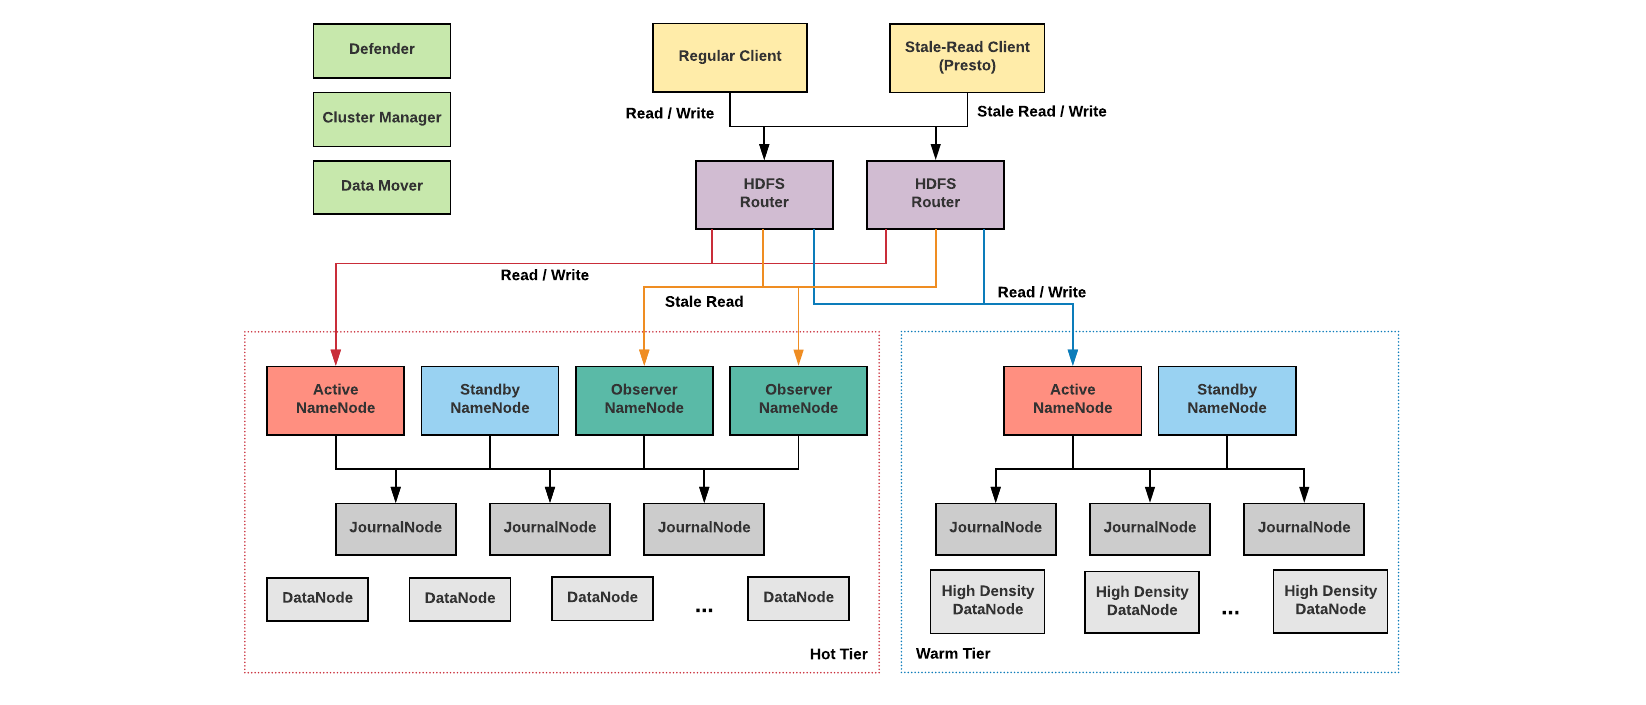 Defender
Cluster Manager
Data Mover
Regular Client
Stale-Read Client
(Presto)
Read / Write
Stale Read / Write
HDFS
Router
HDFS
Router
Read / Write
Stale Read
Read / Write
Active
NameNode
Standby
NameNode
Observer
NameNode
Observer
NameNode
JournalNode
JournalNode
JournalNode
DataNode
DataNode
DataNode
...
DataNode
Hot Tier
Active
NameNode
Standby
NameNode
JournalNode
JournalNode
JournalNode
High Density
DataNode
High Density
DataNode
...
High Density
DataNode
Warm Tier